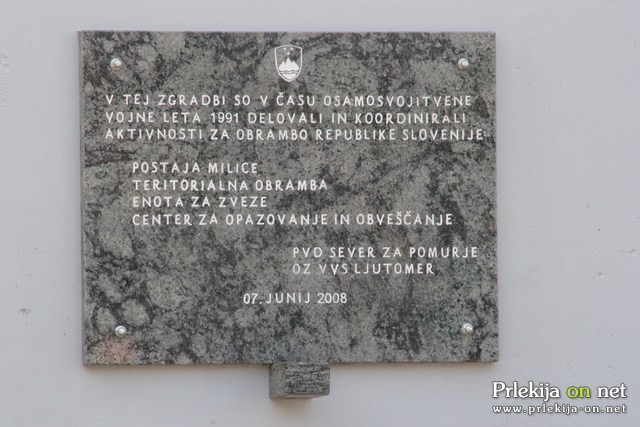 V TEJ ZGRADBI SO V ČASU OSAMOSVOJITVENE
VOJNE LETA 1991 DELOVALI IN KOORDINIRALI
AKTIVNOSTI ZA OBRAMBO REPUBLIKE SLOVENIJE
POSTAJA MILICE
TERITORIALNA OBRAMBA
ENOTA ZA ZVEZE
CENTER ZA OPAZOVANJE IN OBVEŠČANJE
PVD SEVER ZA POMURJE
OZ VVS LJUTOMER
07. JUNIJ 2008
Prlekija on net
www.prlekija-on.net